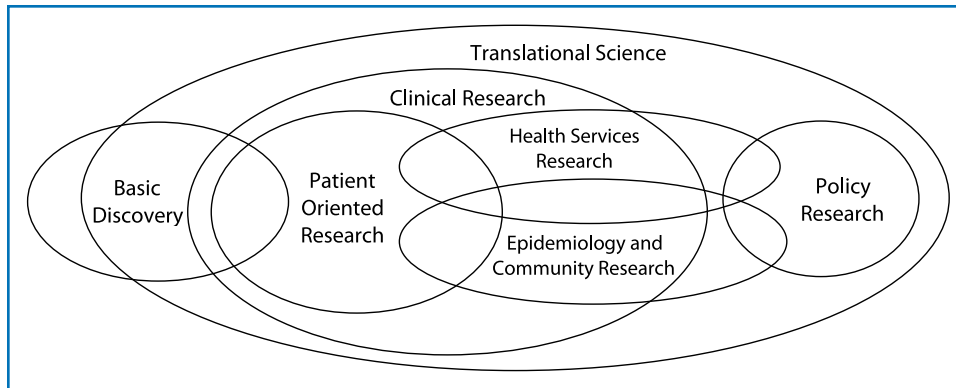 Translational Science
Clinical Research
Health Services
Research
Basic
Discovery
Patient
Oriented
Research
Policy
Research
Epidemiology and
Community Research